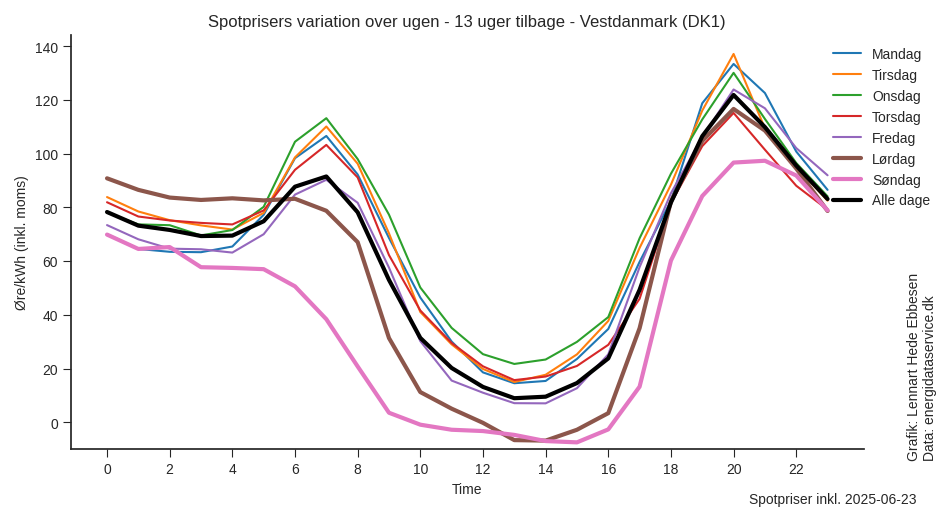 Spotprisers variation over ugen - 13 uger tilbage - Vestdanmark (DK1)
Øre/kWh (inkl. moms)
140
120
100
80
60
40
20
0
0 2 4 6 8 10 12 14 16 18 20 22
Time
Mandag
Tirsdag
Onsdag
Torsdag
Fredag
Lørdag
Søndag
Alle dage
Grafik: Lennart Hede Ebbesen
Data: energidataservice.dk
Spotpriser inkl. 2025-06-23